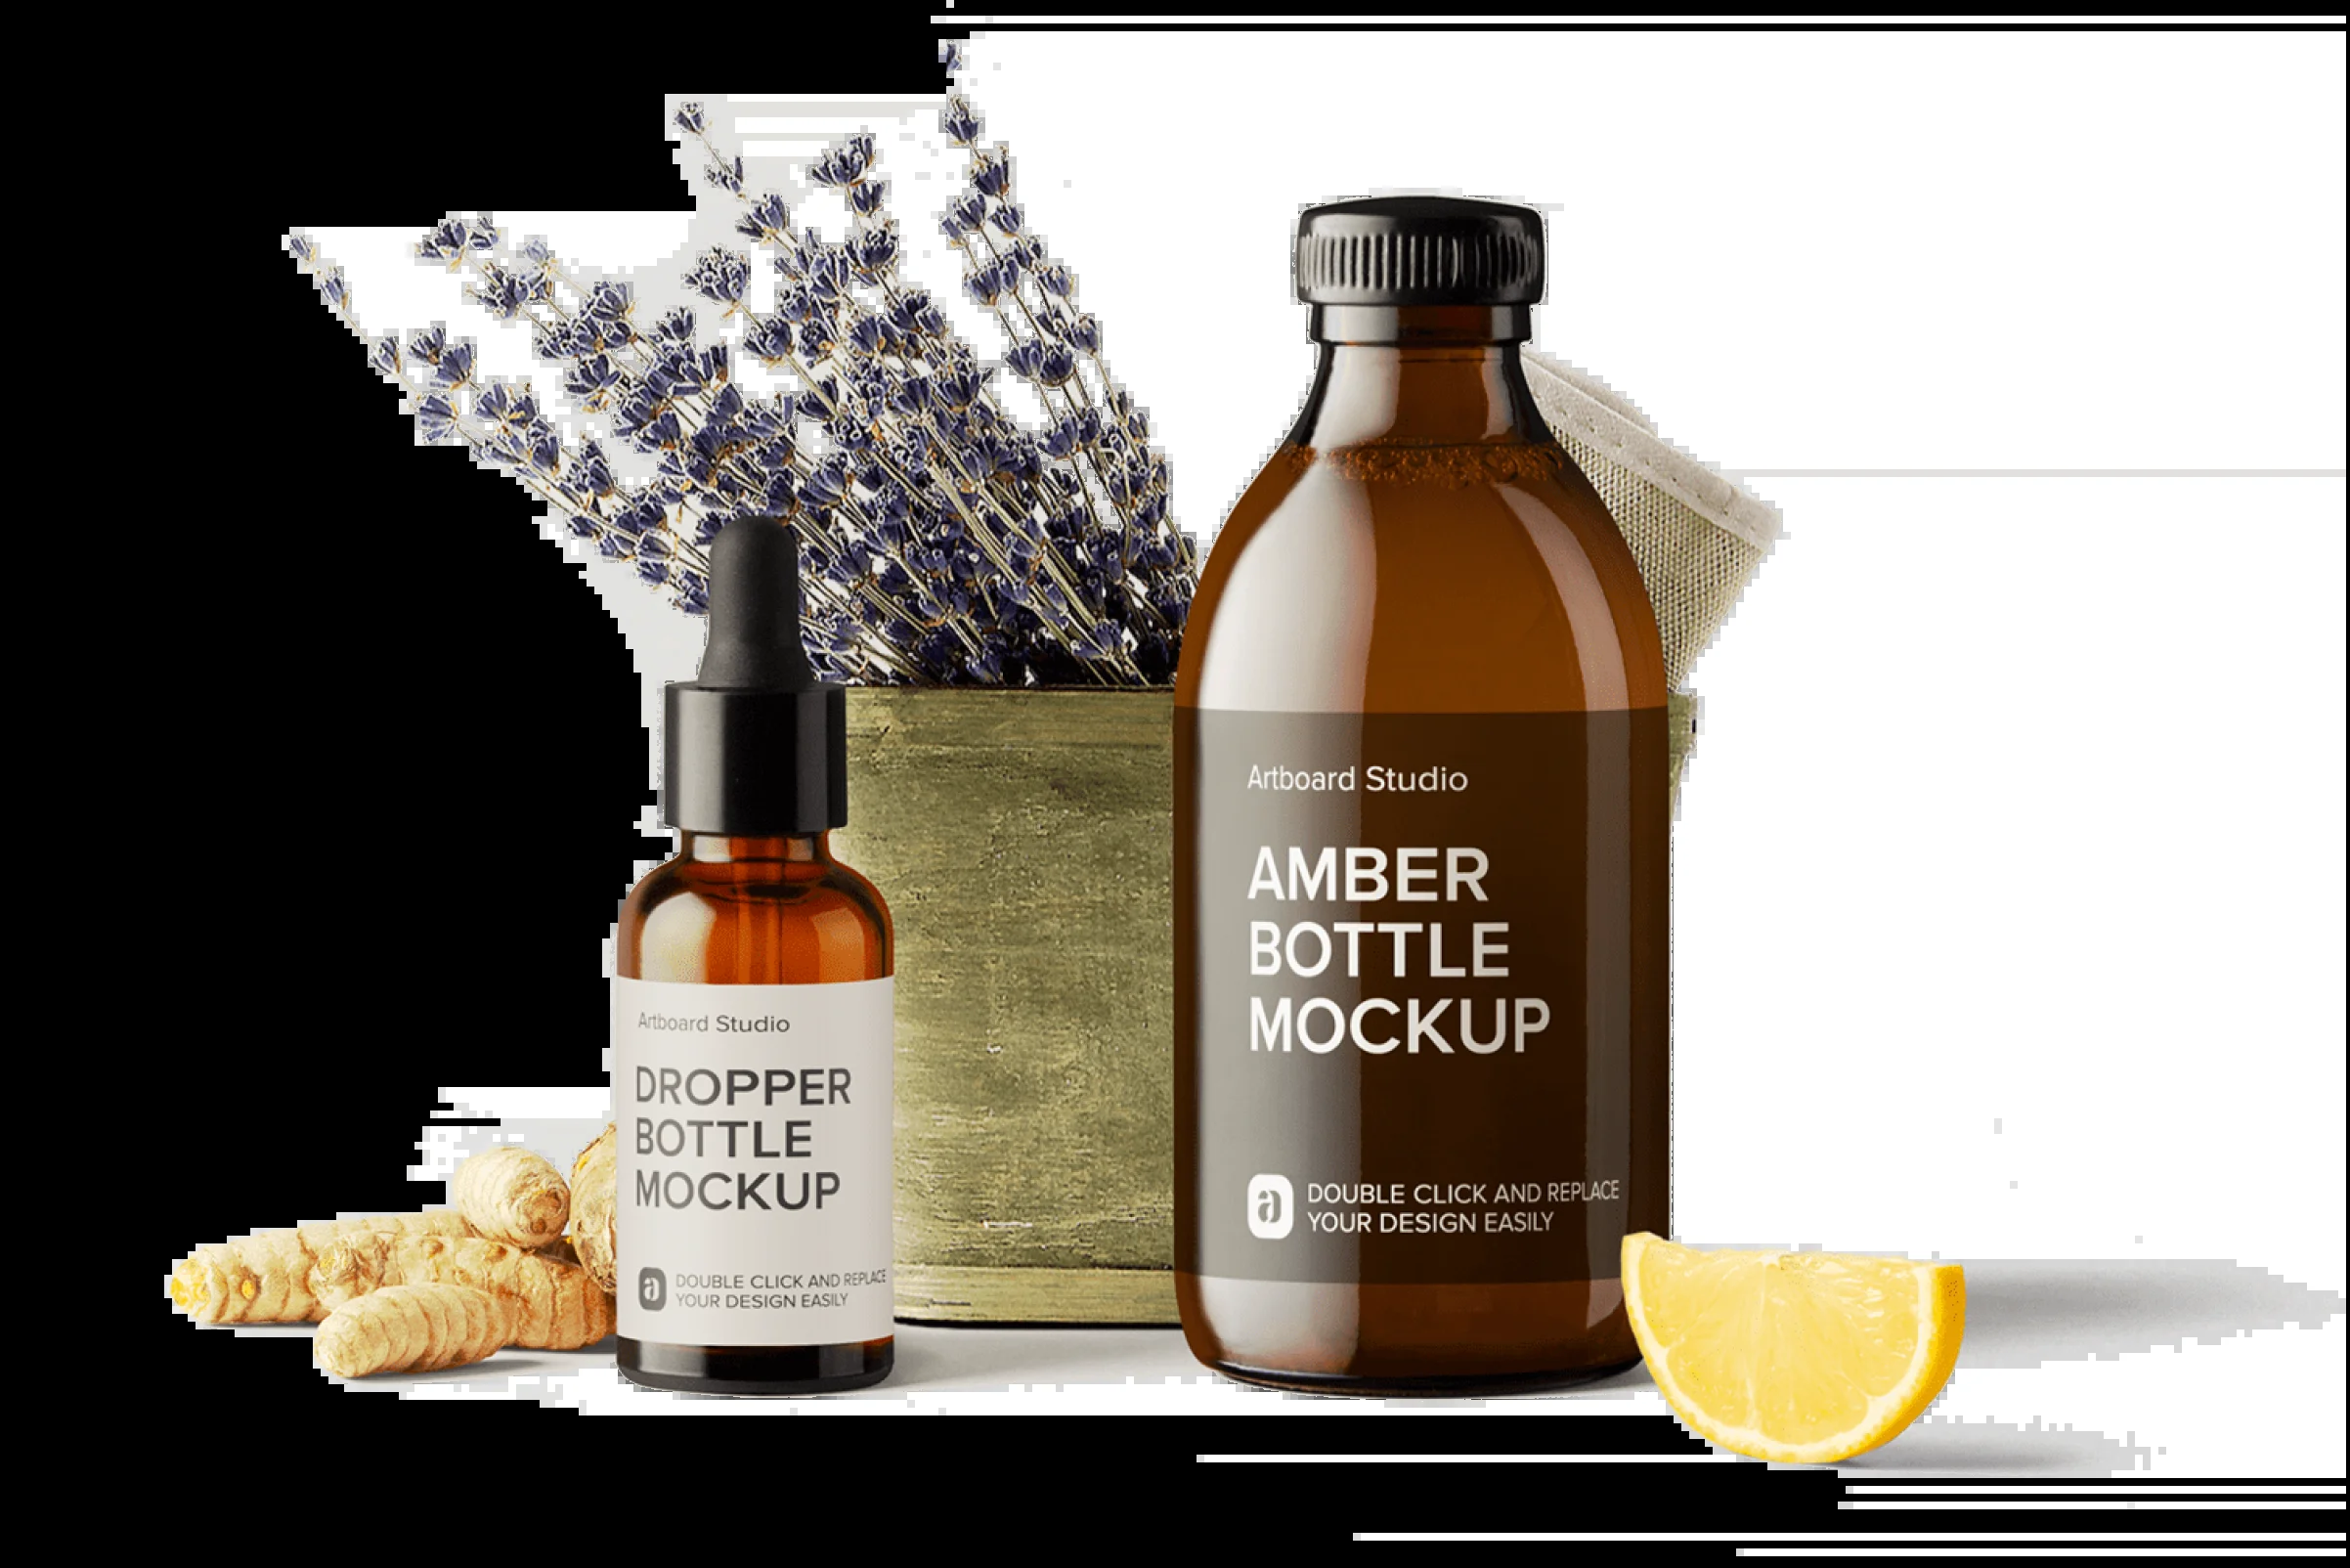 Artboard Studio
DROPPER
BOTTLE
MOCKUP
a
DOUBLE CLICK AND REPLACE
YOUR DESIGN EASILY
Artboard Studio
AMBER
BOTTLE
MOCKUP
a
DOUBLE CLICK AND REPLACE
YOUR DESIGN EASILY